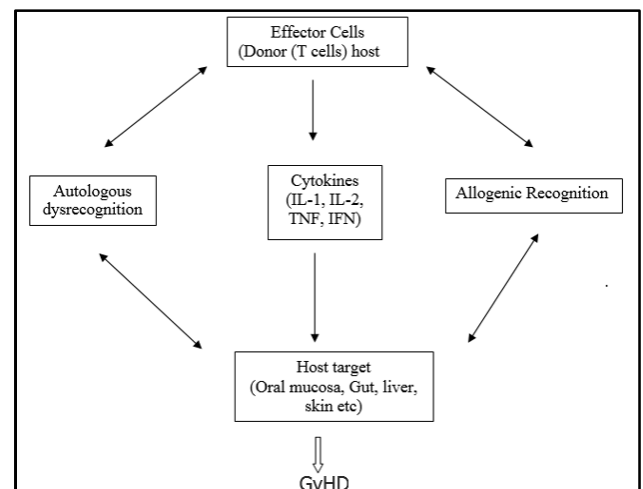 Effector Cells
(Donor (T cells) host
Autologous
dysrecognition
Cytokines
(IL-1, IL-2,
TNF, IFN)
Allogenic Recognition
Host target
(Oral mucosa, Gut, liver,
skin etc)
GvHD